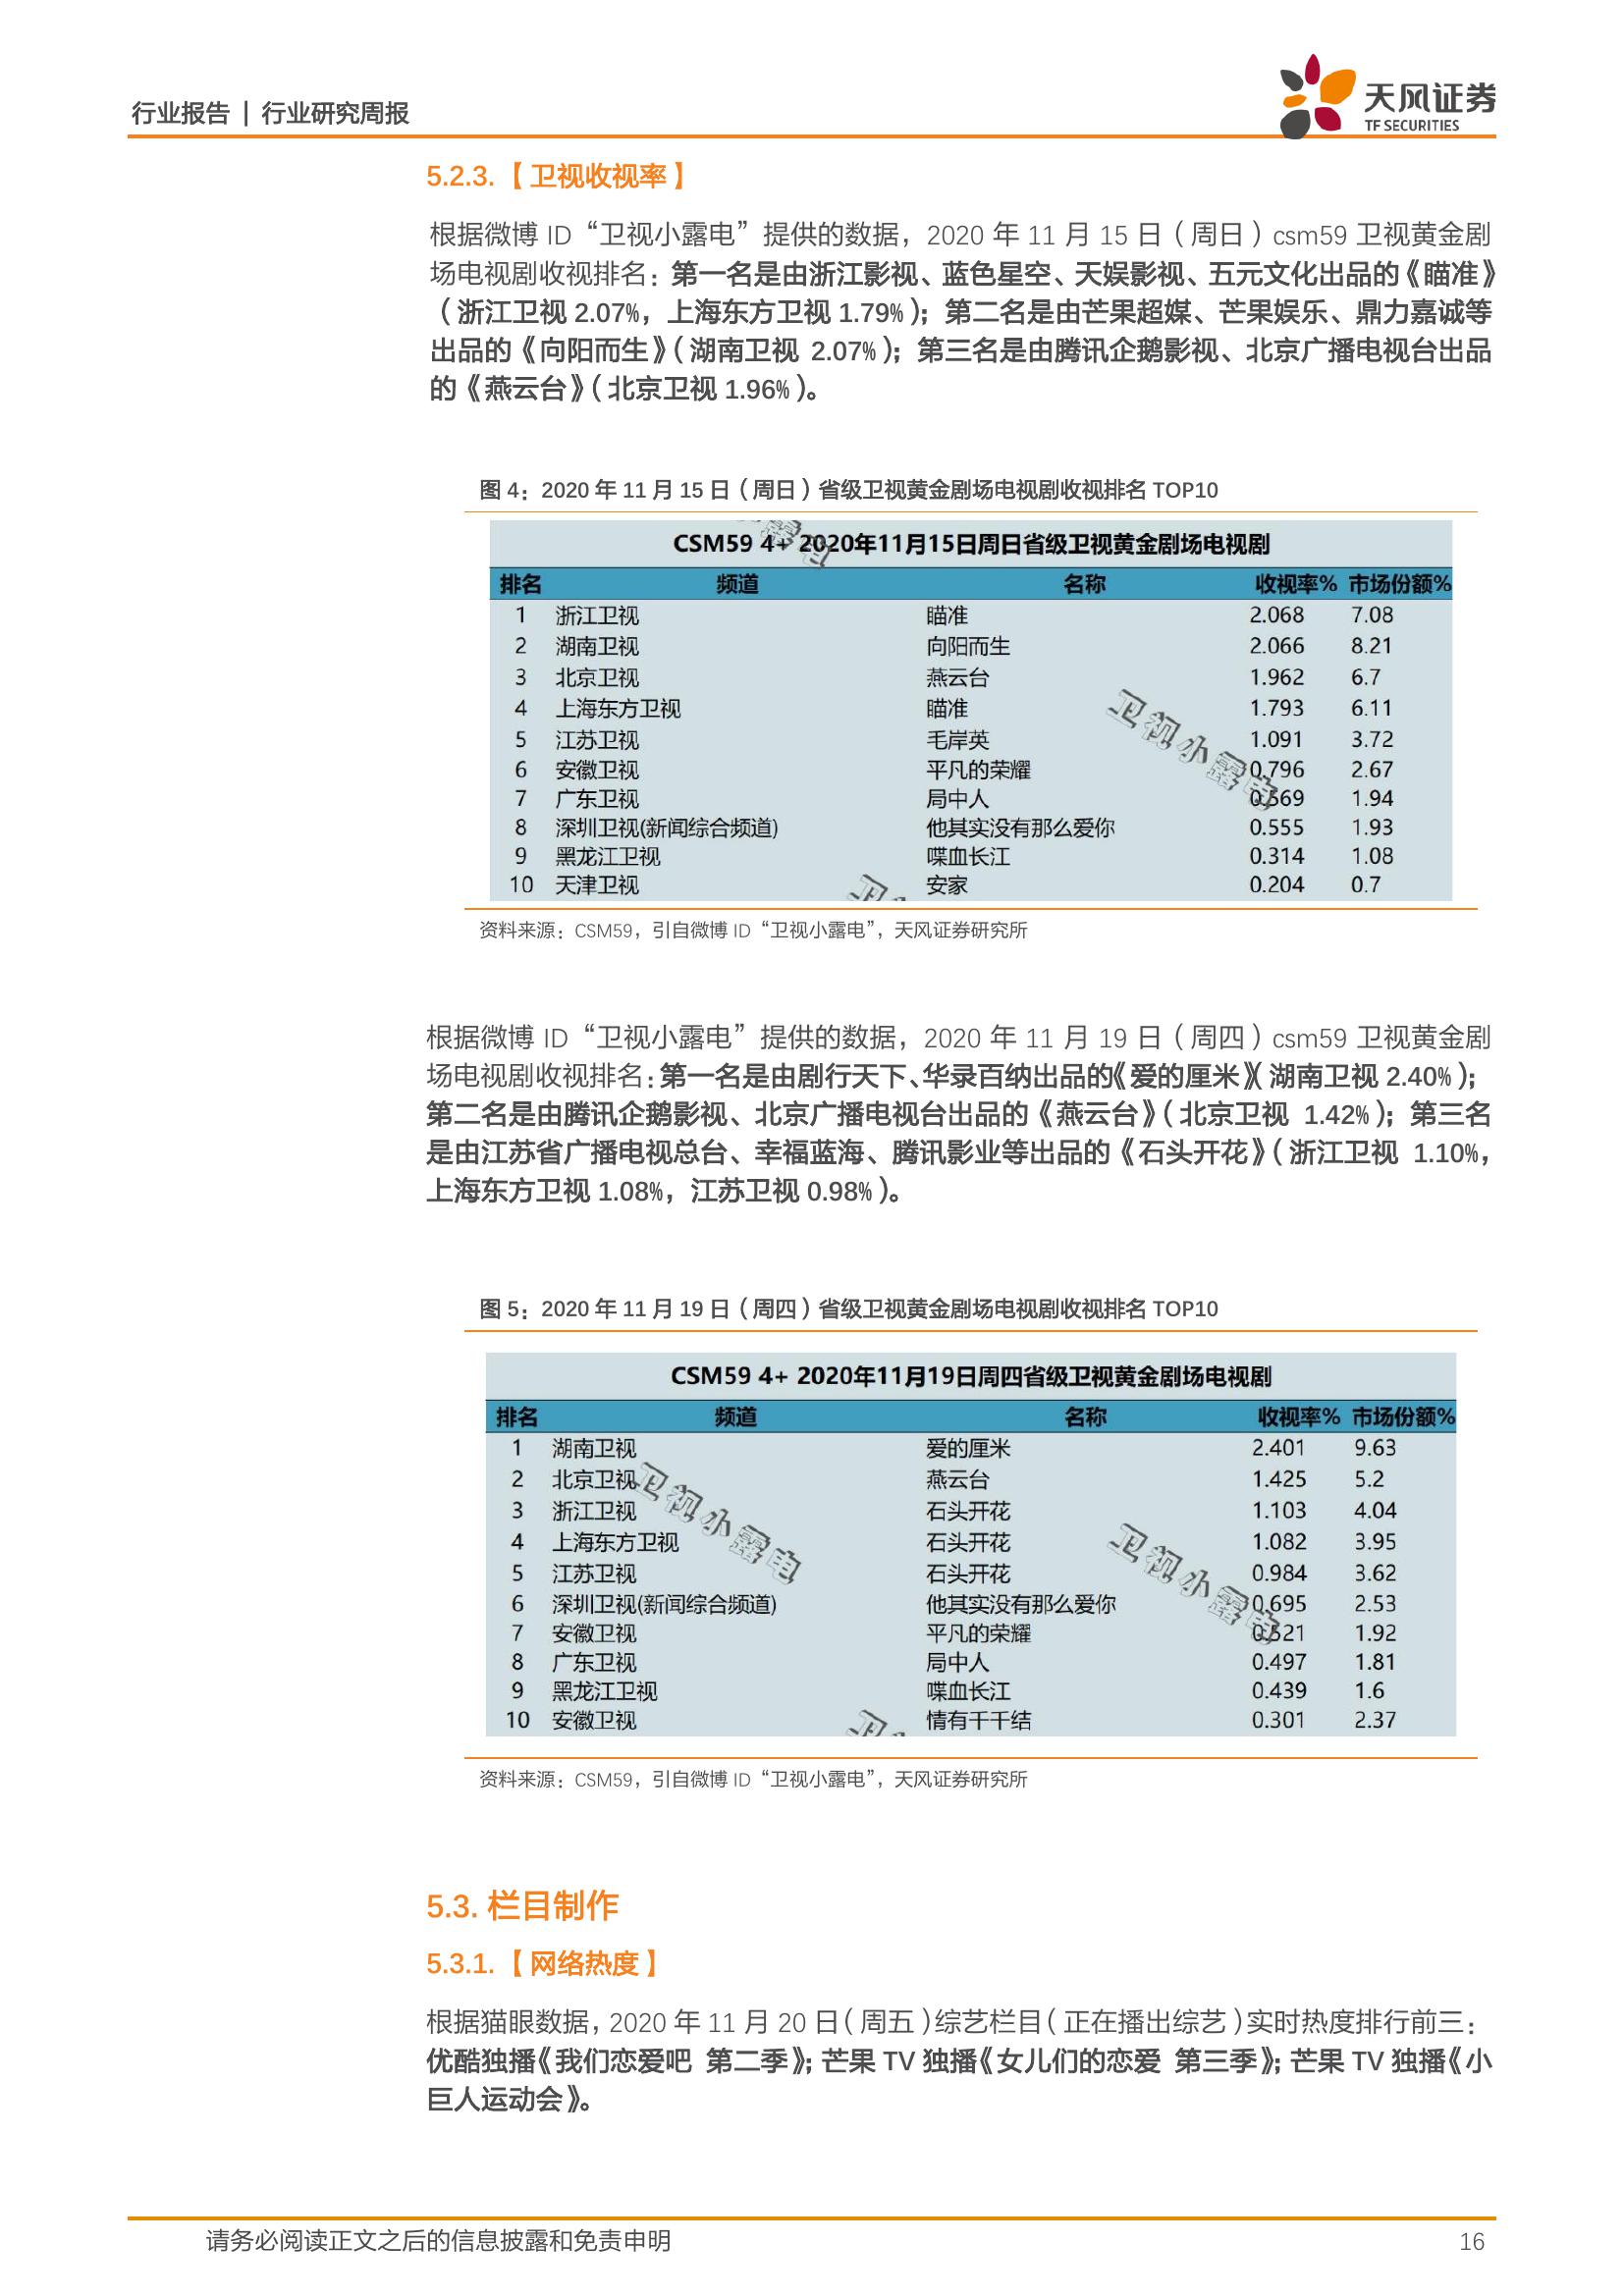 行业报告 | 行业研究周报
天风证券
TF SECURITIES
5.2.3.【卫视收视率】
根据微博 ID“卫视小露电”提供的数据，2020 年 11 月 15 日（周日）csm59 卫视黄金剧
场电视剧收视排名：第一名是由浙江影视、蓝色星空、天娱影视、五元文化出品的《瞄准》
（浙江卫视 2.07%，上海东方卫视 1.79%）；第二名是由芒果超媒、芒果娱乐、鼎力嘉诚等
出品的《向阳而生》（湖南卫视 2.07%）；第三名是由腾讯企鹅影视、北京广播电视台出品
的《燕云台》（北京卫视 1.96%）。
图 4：2020 年 11 月 15 日（周日）省级卫视黄金剧场电视剧收视排名 TOP10
CSM59 4+ 2020年11月15日周日省级卫视黄金剧场电视剧
排名 频道 名称 收视率% 市场份额%
1 浙江卫视 瞄准 2.068 7.08
2 湖南卫视 向阳而生 2.066 8.21
3 北京卫视 燕云台 1.962 6.7
4 上海东方卫视 瞄准 1.793 6.11
5 江苏卫视 毛岸英 1.091 3.72
6 安徽卫视 平凡的荣耀 0.796 2.67
7 广东卫视 局中人 0.569 1.94
8 深圳卫视(新闻综合频道) 他其实没有那么爱你 0.555 1.93
9 黑龙江卫视 喋血长江 0.314 1.08
10 天津卫视 安家 0.204 0.7
卫视小露电
资料来源：CSM59，引自微博 ID“卫视小露电”，天风证券研究所
根据微博 ID“卫视小露电”提供的数据，2020 年 11 月 19 日（周四）csm59 卫视黄金剧
场电视剧收视排名：第一名是由剧行天下、华录百纳出品的《爱的厘米》（湖南卫视 2.40%）；
第二名是由腾讯企鹅影视、北京广播电视台出品的《燕云台》（北京卫视 1.42%）；第三名
是由江苏省广播电视总台、幸福蓝海、腾讯影业等出品的《石头开花》（浙江卫视 1.10%，
上海东方卫视 1.08%，江苏卫视 0.98%）。
图 5：2020 年 11 月 19 日（周四）省级卫视黄金剧场电视剧收视排名 TOP10
CSM59 4+ 2020年11月19日周四省级卫视黄金剧场电视剧
排名 频道 名称 收视率% 市场份额%
1 湖南卫视 爱的厘米 2.401 9.63
2 北京卫视 燕云台 1.425 5.2
3 浙江卫视 石头开花 1.103 4.04
4 上海东方卫视 石头开花 1.082 3.95
5 江苏卫视 石头开花 0.984 3.62
6 深圳卫视(新闻综合频道) 他其实没有那么爱你 0.695 2.53
7 安徽卫视 平凡的荣耀 0.521 1.92
8 广东卫视 局中人 0.497 1.81
9 黑龙江卫视 喋血长江 0.439 1.6
10 安徽卫视 情有千千结 0.301 2.37
卫视小露电
卫视小露电
资料来源：CSM59，引自微博 ID“卫视小露电”，天风证券研究所
5.3. 栏目制作
5.3.1.【网络热度】
根据猫眼数据，2020 年 11 月 20 日（周五）综艺栏目（正在播出综艺）实时热度排行前三：
优酷独播《我们恋爱吧 第二季》；芒果 TV 独播《女儿们的恋爱 第三季》；芒果 TV 独播《小
巨人运动会》。
请务必阅读正文之后的信息披露和免责申明
16